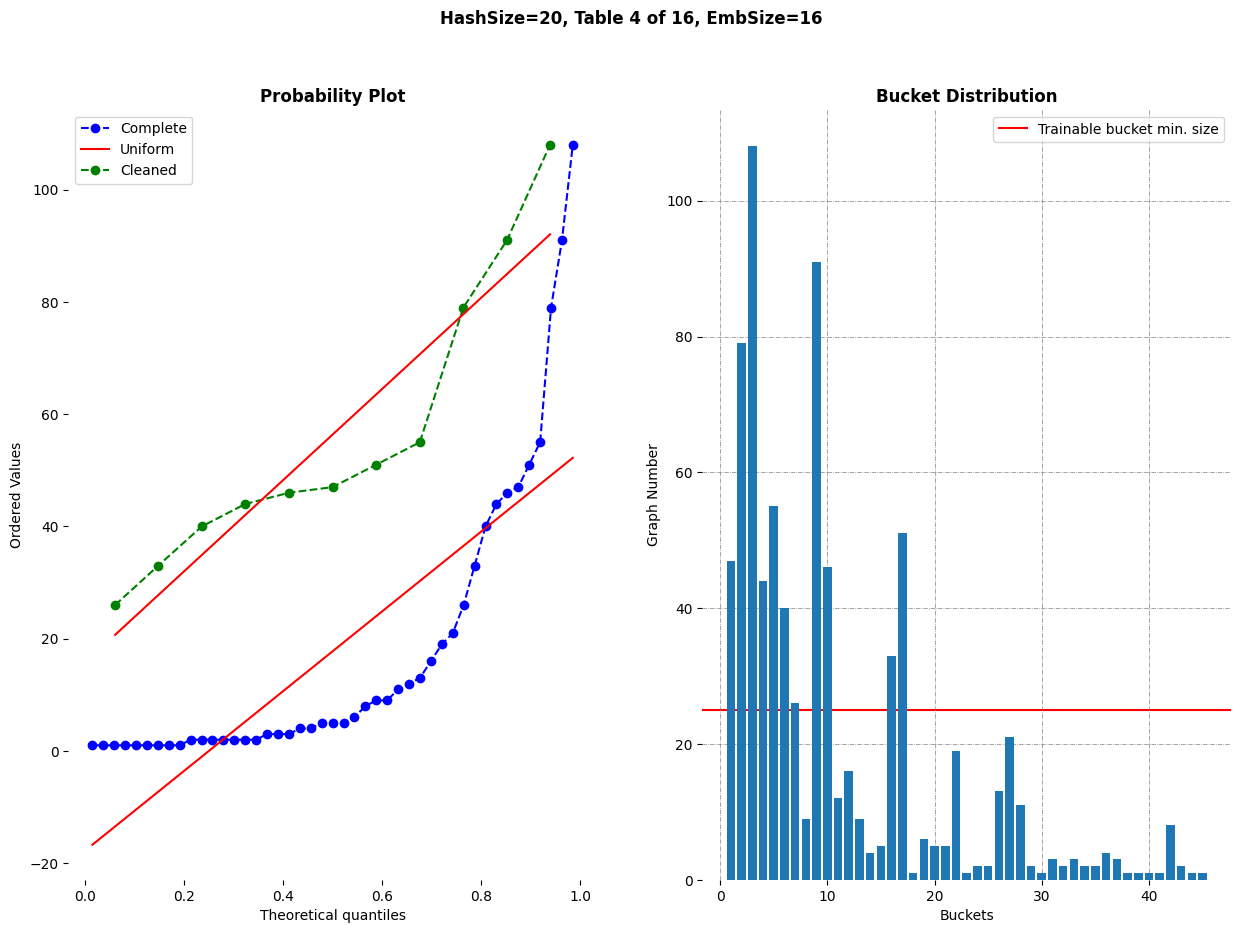 HashSize=20, Table 4 of 16, EmbSize=16
Probability Plot
Complete
Uniform
Cleaned
100
80
60
40
20
0
−20
Ordered Values
0.0 0.2 0.4 0.6 0.8 1.0
Theoretical quantiles
Bucket Distribution
Trainable bucket min. size
100
80
60
40
20
0
Graph Number
0 10 20 30 40
Buckets